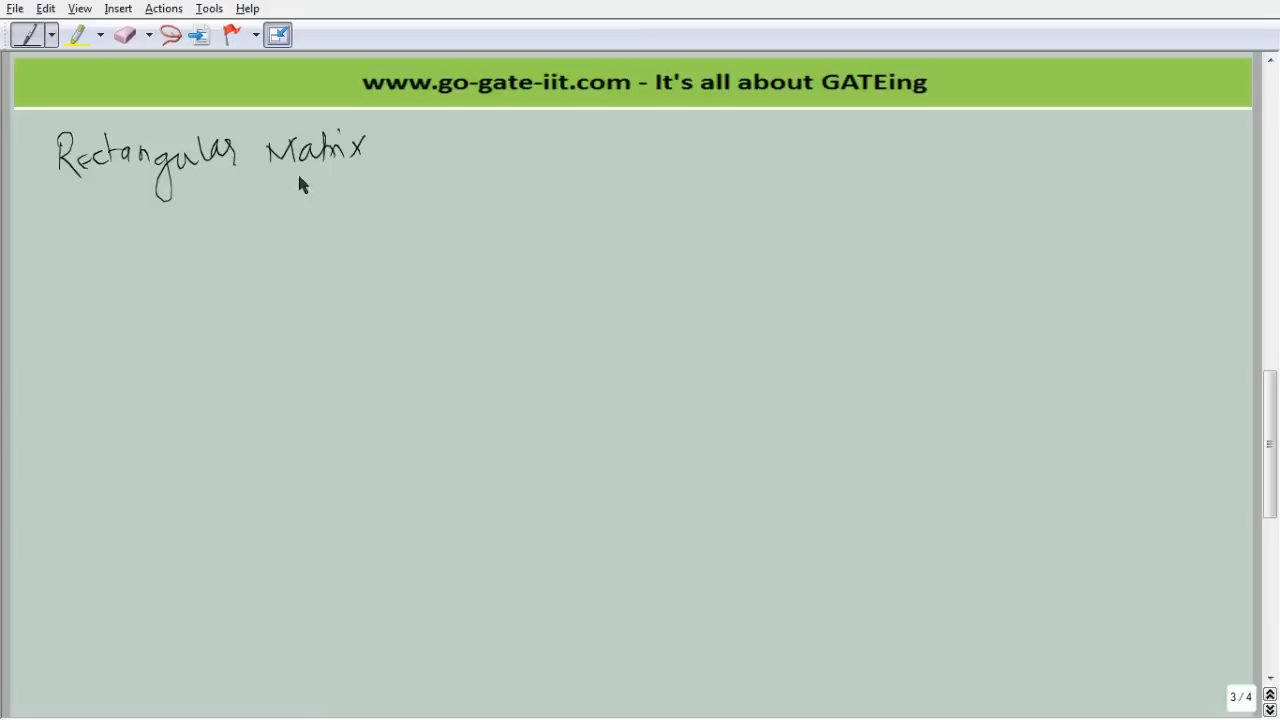 File Edit View Insert Actions Tools Help
www.go-gate-iit.com - It's all about GATEing
Rectangular Matrix
3 / 4